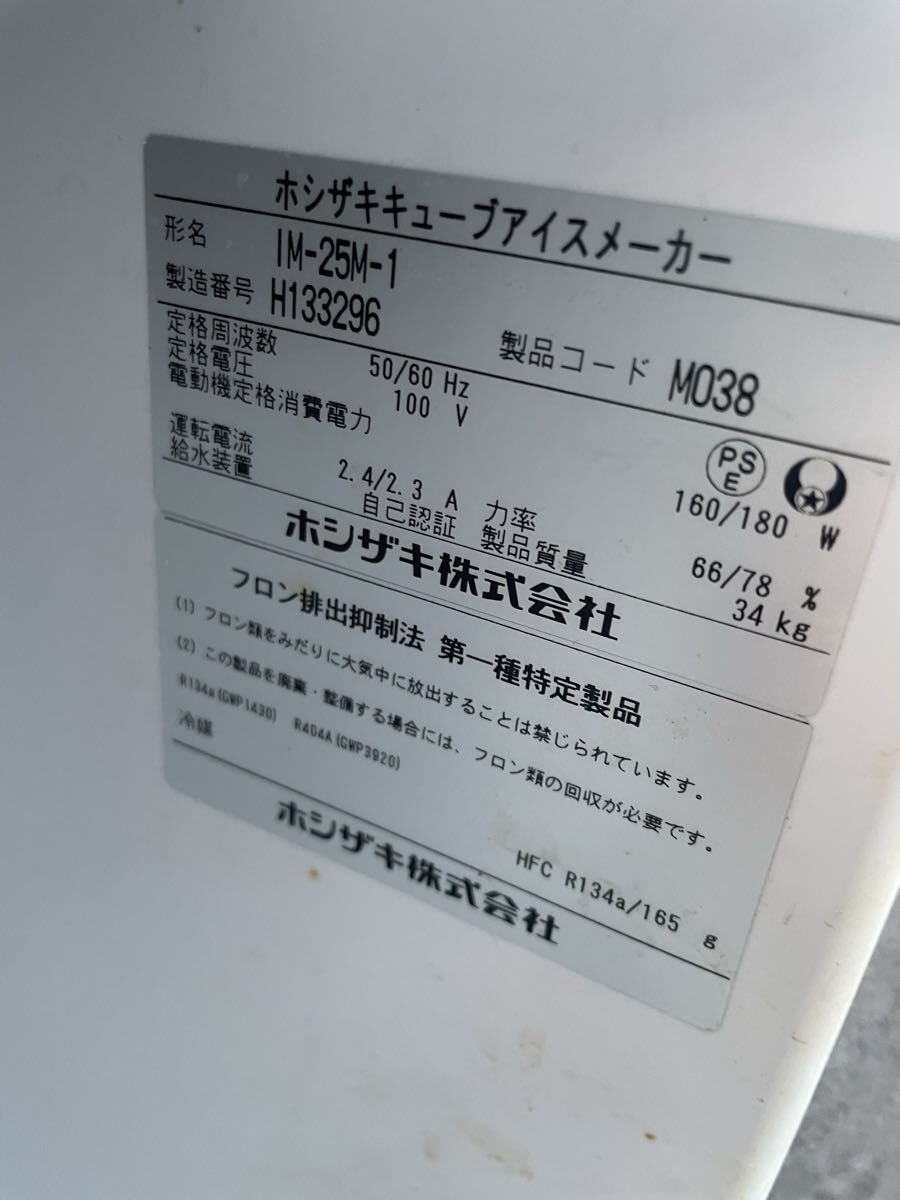 ホシザキキューブアイスメーカー
形名 IM-25M-1
製造番号 H133296 製品コード M038
定格周波数 50/60 Hz
定格電圧 100 V
電動機定格消費電力 160/180 W
PS
E
運転電流 2.4/2.3 A 力率 66/78 %
給水装置 自己認証 製品質量 34 kg
ホシザキ株式会社
フロン排出抑制法 第一種特定製品
(1) フロン類をみだりに大気中に放出することは禁じられています。
(2) この製品を廃棄・整備する場合には、フロン類の回収が必要です。
R134a(GWP1430) R404A(GWP3920)
冷媒 HFC R134a/165 g
ホシザキ株式会社